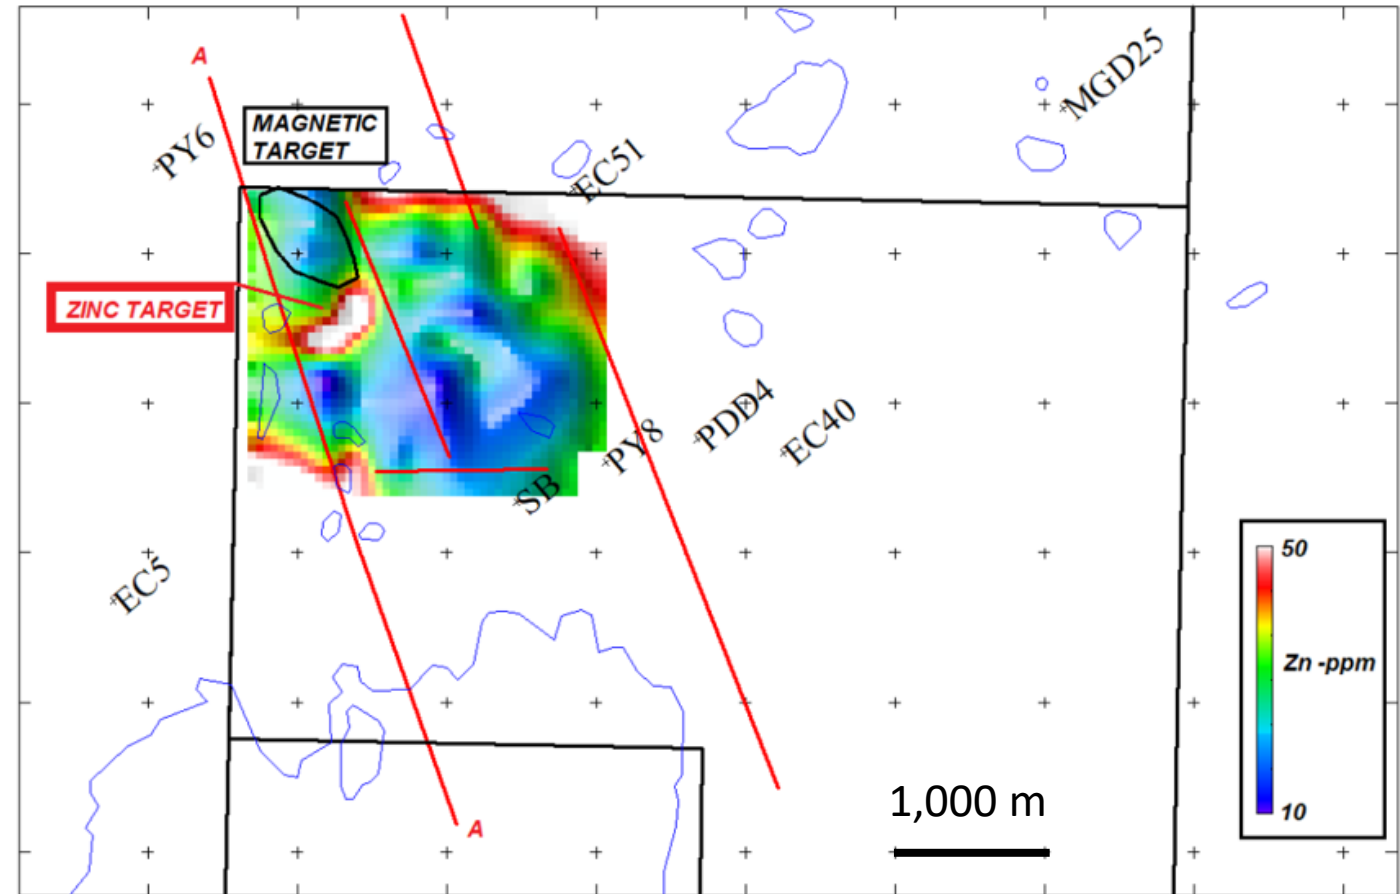 MGD25
A
MAGNETIC
TARGET
PY6
EC51
ZINC TARGET
PDD4
EC40
PY8
SB
EC5
50
Zn -ppm
10
1,000 m
A